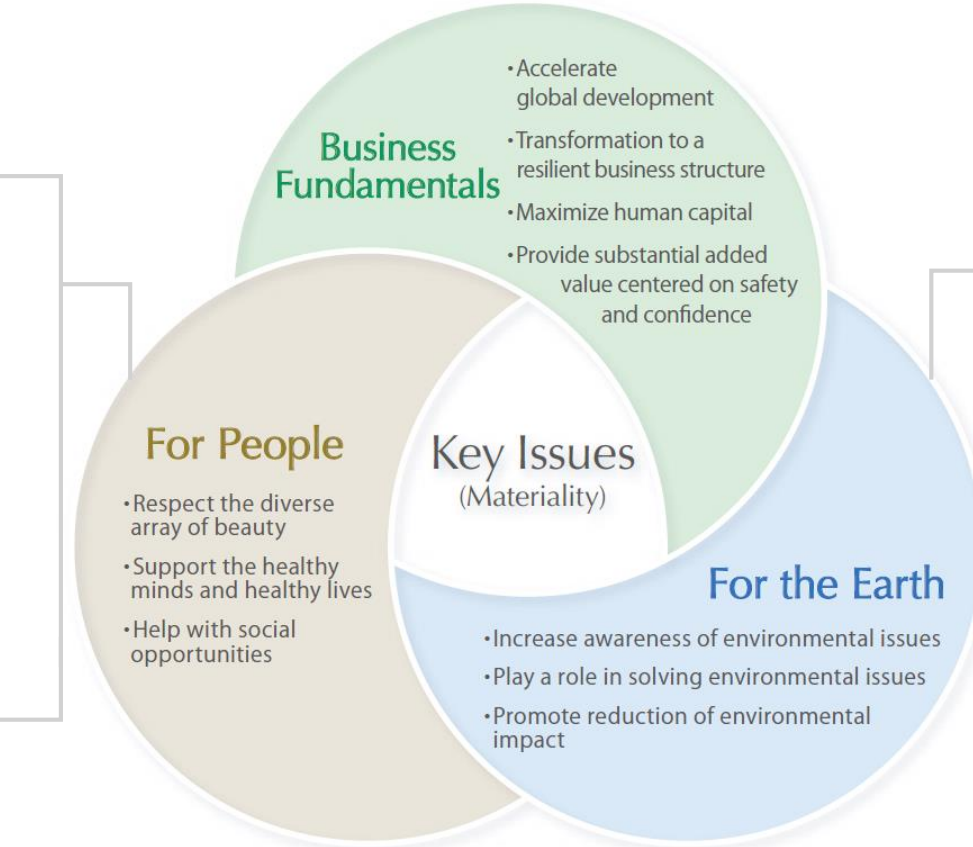 Business
Fundamentals
・Accelerate
global development
・Transformation to a
resilient business structure
・Maximize human capital
・Provide substantial added
value centered on safety
and confidence
For People
・Respect the diverse
array of beauty
・Support the healthy
minds and healthy lives
・Help with social
opportunities
Key Issues
(Materiality)
For the Earth
・Increase awareness of environmental issues
・Play a role in solving environmental issues
・Promote reduction of environmental
impact